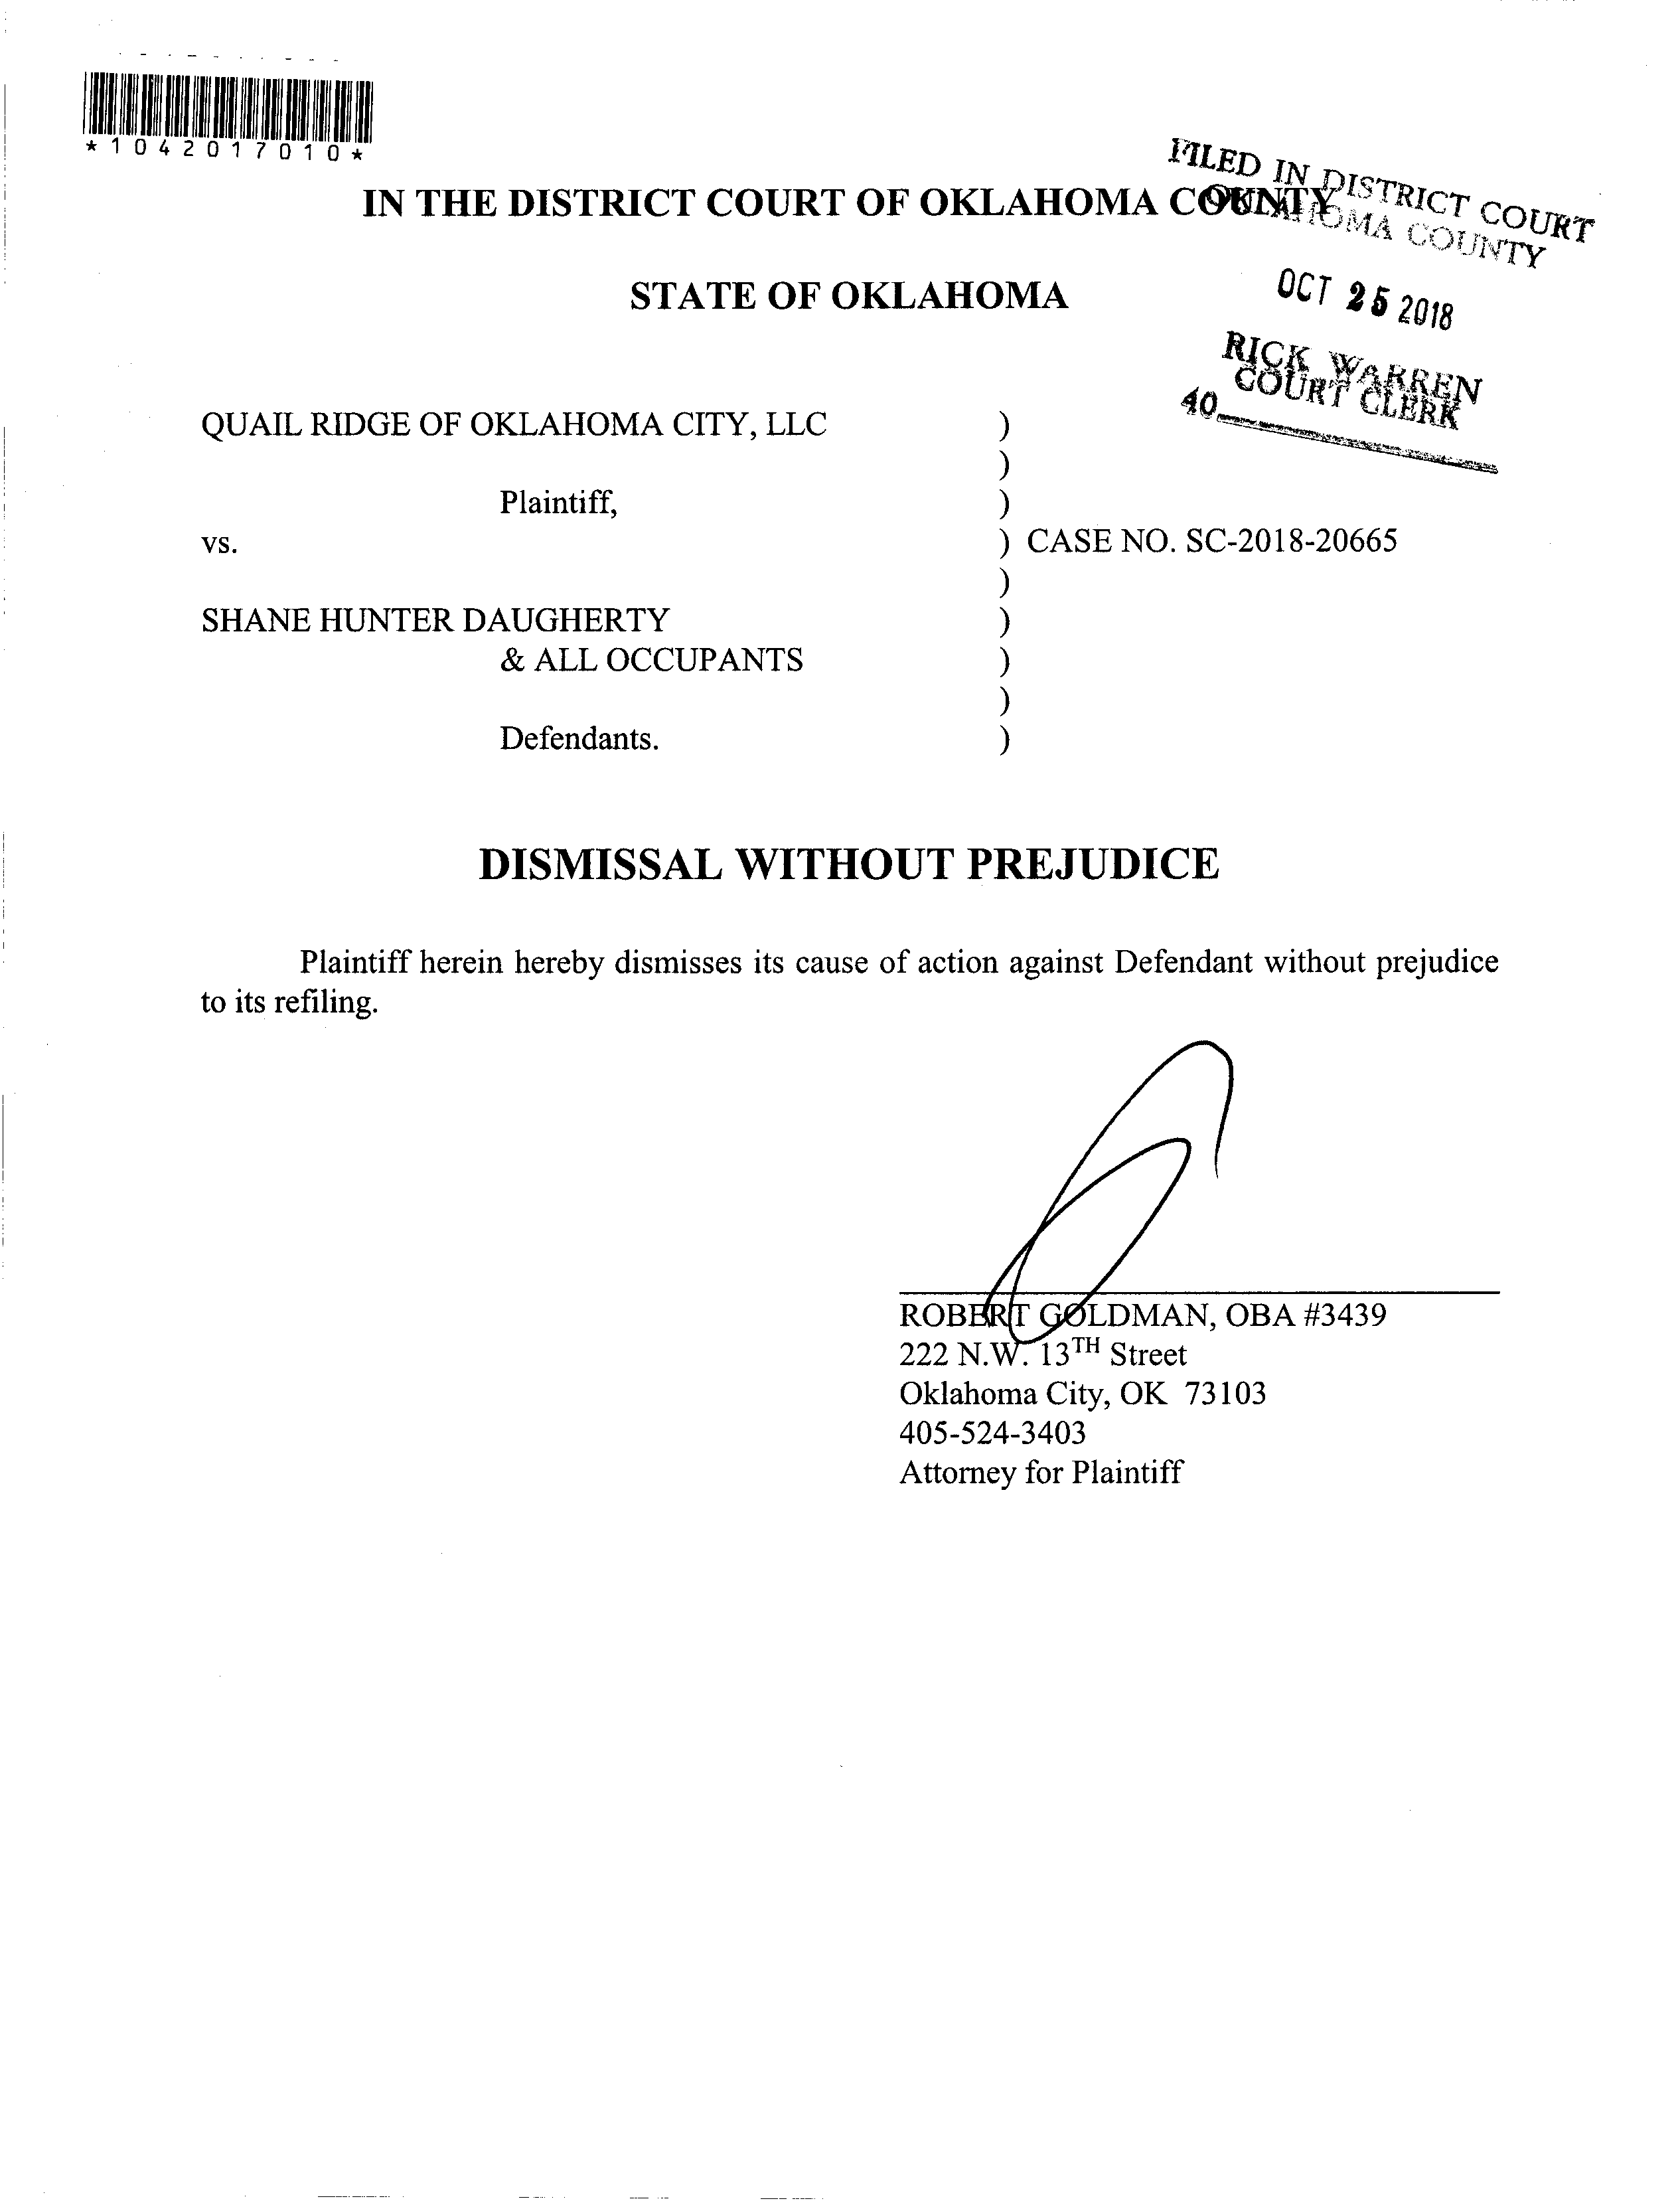 *1042017010*
FILED IN DISTRICT COURT
OKLAHOMA COUNTY
IN THE DISTRICT COURT OF OKLAHOMA COUNTY
STATE OF OKLAHOMA
OCT 25 2018
RICK WARREN
COURT CLERK
40
QUAIL RIDGE OF OKLAHOMA CITY, LLC )
)
Plaintiff, )
vs. ) CASE NO. SC-2018-20665
)
SHANE HUNTER DAUGHERTY )
& ALL OCCUPANTS )
)
Defendants. )
DISMISSAL WITHOUT PREJUDICE
Plaintiff herein hereby dismisses its cause of action against Defendant without prejudice
to its refiling.
ROBERT GOLDMAN, OBA #3439
222 N.W. 13TH Street
Oklahoma City, OK 73103
405-524-3403
Attorney for Plaintiff